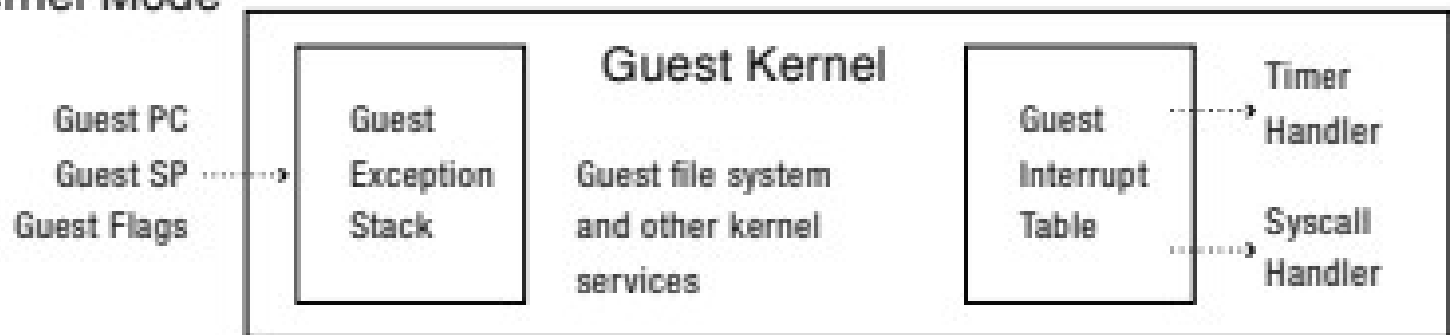 Guest Kernel
Guest PC
Guest SP
Guest Flags
Guest
Exception
Stack
Guest file system
and other kernel
services
Guest
Interrupt
Table
Timer
Handler
Syscall
Handler